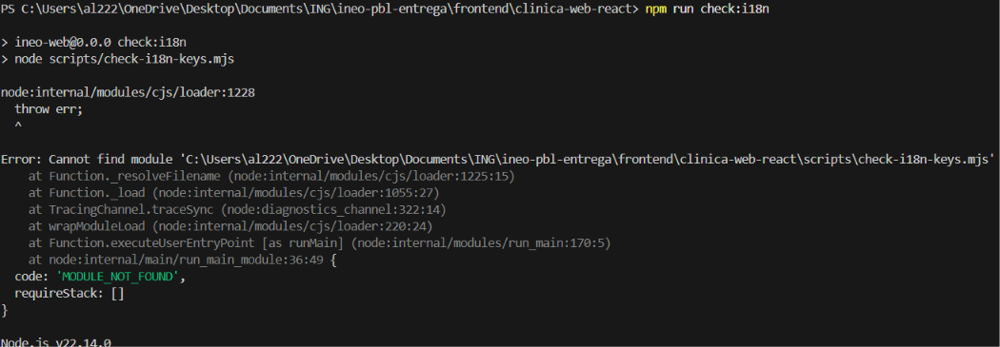 PS C:\Users\al222\OneDrive\Desktop\Documents\ING\ineo-pbl-entrega\frontend\clinica-web-react> npm run check:i18n
> ineo-web@0.0.0 check:i18n
> node scripts/check-i18n-keys.mjs
node:internal/modules/cjs/loader:1228
  throw err;
  ^
Error: Cannot find module 'C:\Users\al222\OneDrive\Desktop\Documents\ING\ineo-pbl-entrega\frontend\clinica-web-react\scripts\check-i18n-keys.mjs'
    at Function._resolveFilename (node:internal/modules/cjs/loader:1225:15)
    at Function._load (node:internal/modules/cjs/loader:1055:27)
    at TracingChannel.traceSync (node:diagnostics_channel:322:14)
    at wrapModuleLoad (node:internal/modules/cjs/loader:220:24)
    at Function.executeUserEntryPoint [as runMain] (node:internal/modules/run_main:170:5)
    at node:internal/main/run_main_module:36:49 {
  code: 'MODULE_NOT_FOUND',
  requireStack: []
}
Node.js v22.14.0